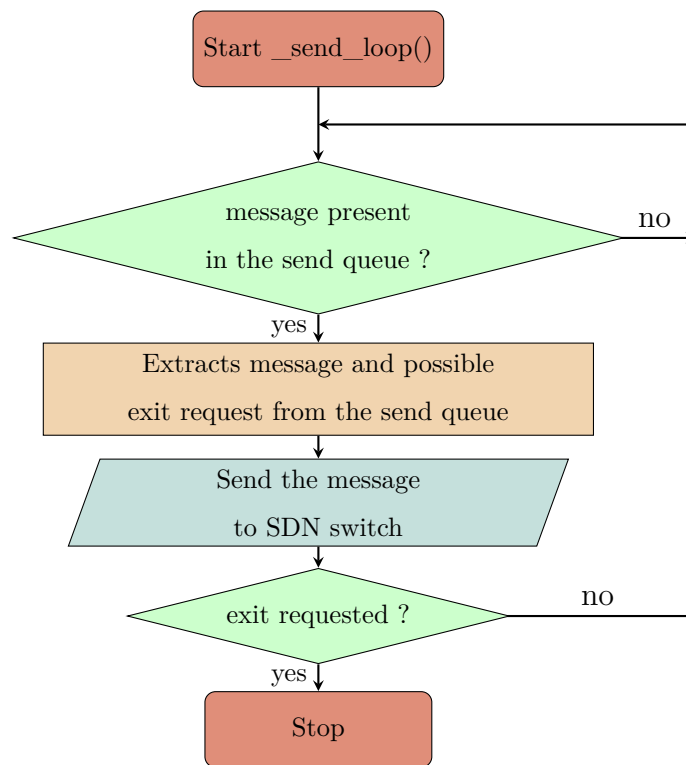 Start _send_loop()
message present
in the send queue ?
no
yes
Extracts message and possible
exit request from the send queue
Send the message
to SDN switch
exit requested ?
no
yes
Stop